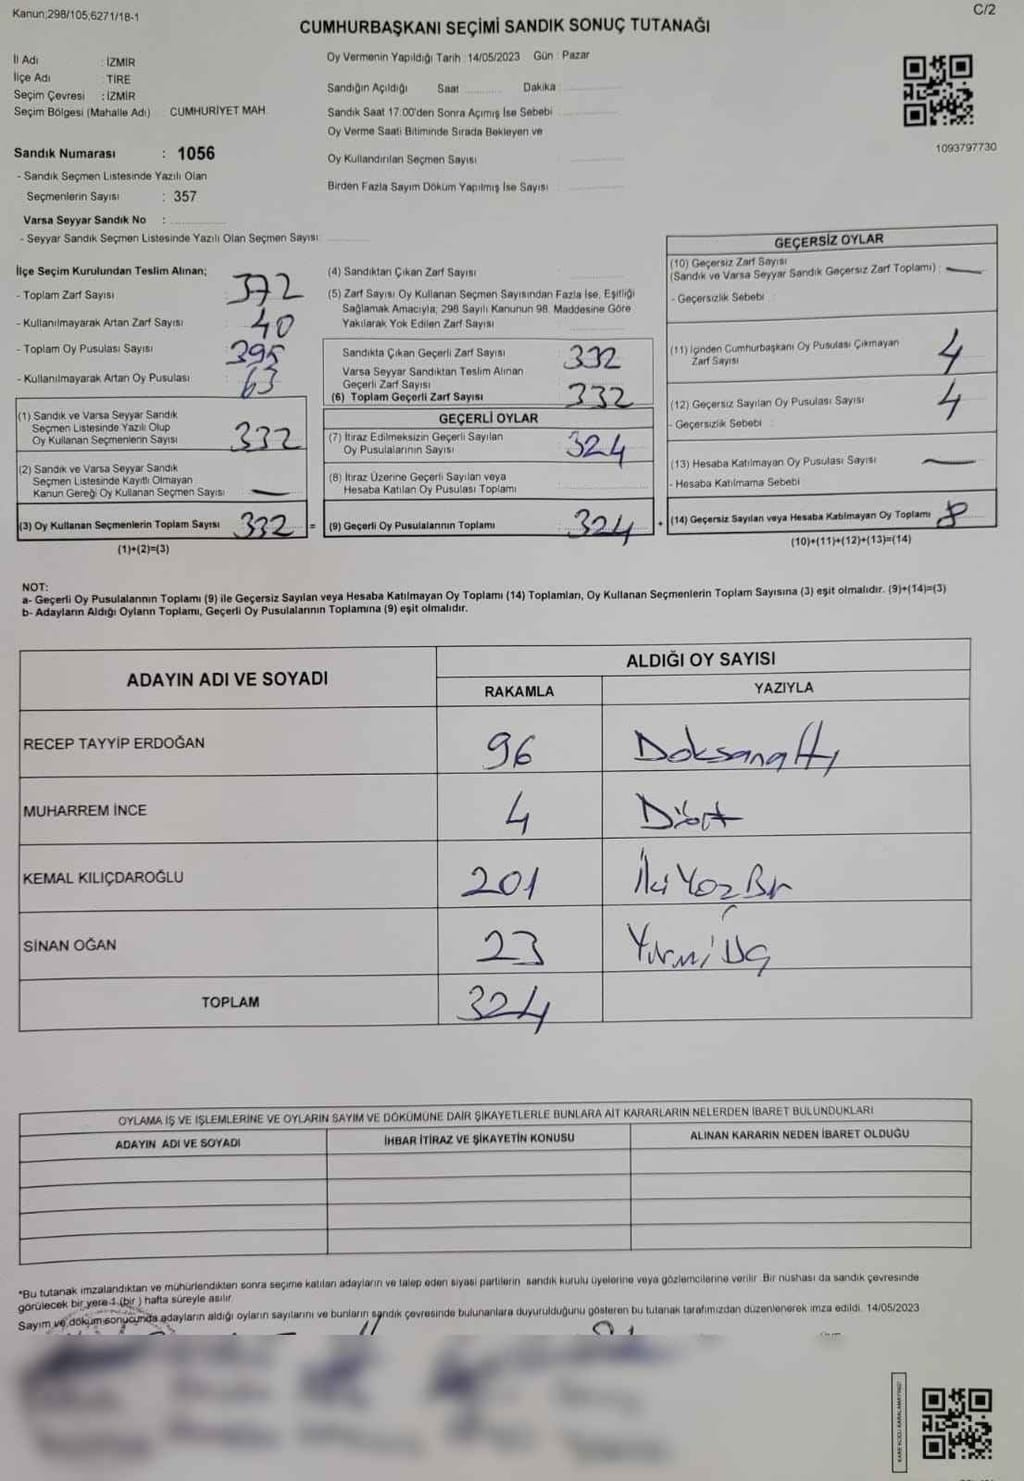 Kanun;298/105;6271/18-1
C/2
CUMHURBAŞKANI SEÇİMİ SANDIK SONUÇ TUTANAĞI
İl Adı : İZMİR
İlçe Adı : TİRE
Seçim Çevresi : İZMİR
Seçim Bölgesi (Mahalle Adı) : CUMHURİYET MAH.
Sandık Numarası : 1056
- Sandık Seçmen Listesinde Yazılı Olan
Seçmenlerin Sayısı : 357
Varsa Seyyar Sandık No :
- Seyyar Sandık Seçmen Listesinde Yazılı Olan Seçmen Sayısı
Oy Vermenin Yapıldığı Tarih : 14/05/2023 Gün : Pazar
Sandığın Açıldığı Saat Dakika
Sandık Saat 17:00'den Sonra Açımış İse Sebebi
Oy Verme Saati Bitiminde Sırada Bekleyen ve
Oy Kullandırılan Seçmen Sayısı
Birden Fazla Sayım Döküm Yapılmış İse Sayısı
1093797730
İlçe Seçim Kurulundan Teslim Alınan;
- Toplam Zarf Sayısı 372
- Kullanılmayarak Artan Zarf Sayısı 40
- Toplam Oy Pusulası Sayısı 395
- Kullanılmayarak Artan Oy Pusulası 63
(1) Sandık ve Varsa Seyyar Sandık
Seçmen Listesinde Yazılı Olup
Oy Kullanan Seçmenlerin Sayısı 332
(2) Sandık ve Varsa Seyyar Sandık
Seçmen Listesinde Kayıtlı Olmayan
Kanun Gereği Oy Kullanan Seçmen Sayısı —
(3) Oy Kullanan Seçmenlerin Toplam Sayısı 332 =
(1)+(2)=(3)
(4) Sandıktan Çıkan Zarf Sayısı
(5) Zarf Sayısı Oy Kullanan Seçmen Sayısından Fazla İse, Eşitliği
Sağlamak Amacıyla; 298 Sayılı Kanunun 98. Maddesine Göre
Yakılarak Yok Edilen Zarf Sayısı
Sandıkta Çıkan Geçerli Zarf Sayısı 332
Varsa Seyyar Sandıktan Teslim Alınan
Geçerli Zarf Sayısı
(6) Toplam Geçerli Zarf Sayısı 332
GEÇERLİ OYLAR
(7) İtiraz Edilmeksizin Geçerli Sayılan
Oy Pusulalarının Sayısı 324
(8) İtiraz Üzerine Geçerli Sayılan veya
Hesaba Katılan Oy Pusulası Toplamı
(9) Geçerli Oy Pusulalarının Toplamı 324 +
GEÇERSİZ OYLAR
(10) Geçersiz Zarf Sayısı
(Sandık ve Varsa Seyyar Sandık Geçersiz Zarf Toplamı) : —
- Geçersizlik Sebebi
(11) İçinden Cumhurbaşkanı Oy Pusulası Çıkmayan
Zarf Sayısı 4
(12) Geçersiz Sayılan Oy Pusulası Sayısı 4
- Geçersizlik Sebebi
(13) Hesaba Katılmayan Oy Pusulası Sayısı —
- Hesaba Katılmama Sebebi
(14) Geçersiz Sayılan veya Hesaba Katılmayan Oy Toplamı 8
(10)+(11)+(12)+(13)=(14)
NOT:
a- Geçerli Oy Pusulalarının Toplamı (9) ile Geçersiz Sayılan veya Hesaba Katılmayan Oy Toplamı (14) Toplamları, Oy Kullanan Seçmenlerin Toplam Sayısına (3) eşit olmalıdır. (9)+(14)=(3)
b- Adayların Aldığı Oyların Toplamı, Geçerli Oy Pusulalarının Toplamına (9) eşit olmalıdır.
ADAYIN ADI VE SOYADI ALDIĞI OY SAYISI
RAKAMLA YAZIYLA
RECEP TAYYİP ERDOĞAN 96 Doksanaltı
MUHARREM İNCE 4 Dört
KEMAL KILIÇDAROĞLU 201 İkiYüzBir
SİNAN OĞAN 23 YirmiÜç
TOPLAM 324
OYLAMA İŞ VE İŞLEMLERİNE VE OYLARIN SAYIM VE DÖKÜMÜNE DAİR ŞİKAYETLERLE BUNLARA AİT KARARLARIN NELERDEN İBARET BULUNDUKLARI
ADAYIN ADI VE SOYADI İHBAR İTİRAZ VE ŞİKAYETİN KONUSU ALINAN KARARIN NEDEN İBARET OLDUĞU
*Bu tutanak imzalandıktan ve mühürlendikten sonra seçime katılan adayların ve talep eden siyasi partilerin sandık kurulu üyelerine veya gözlemcilerine verilir. Bir nüshası da sandık çevresinde
görülecek bir yere 1 (bir) hafta süreyle asılır.
Sayım ve döküm sonucunda adayların aldığı oyların sayılarını ve bunların sandık çevresinde bulunanlara duyurulduğunu gösteren bu tutanak tarafımızdan düzenlenerek imza edildi. 14/05/2023